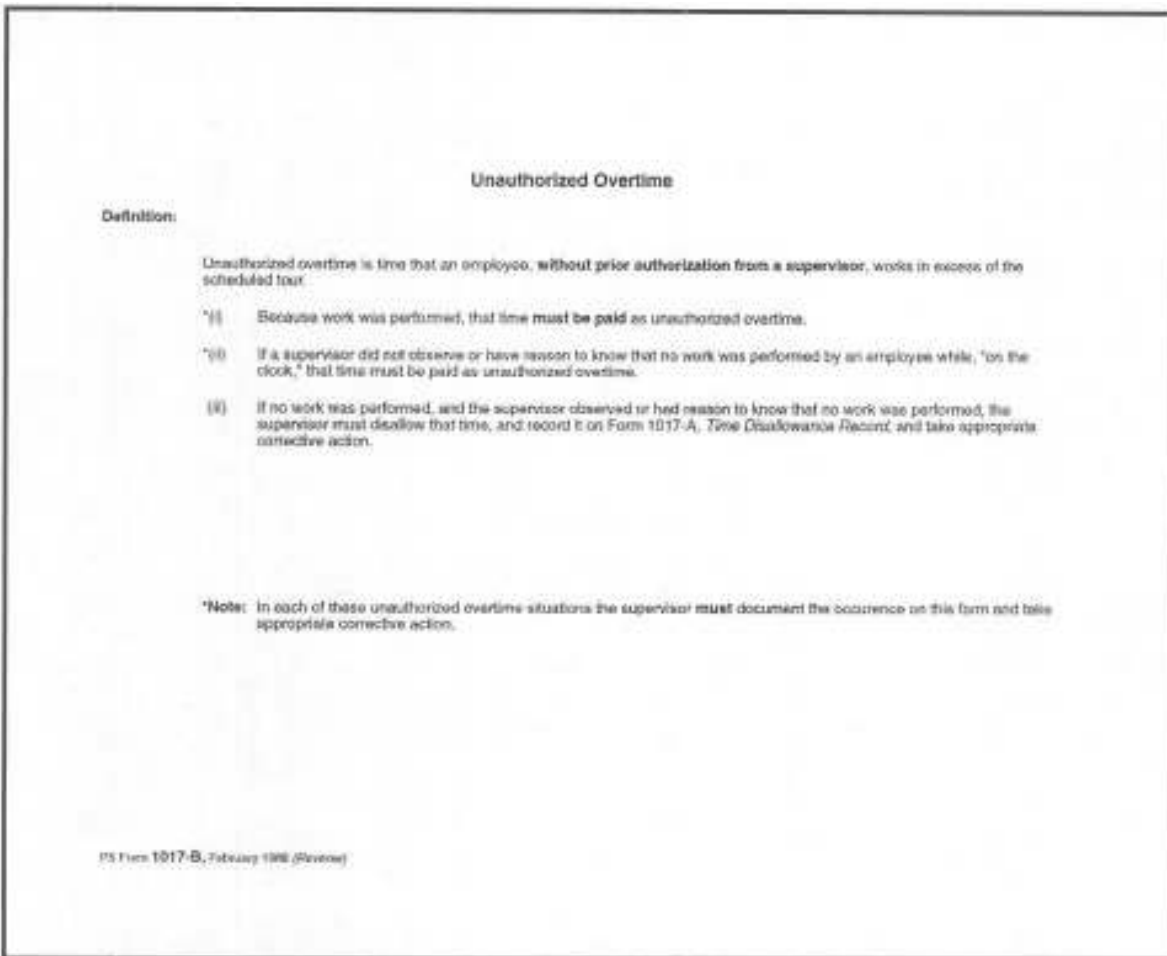 Unauthorized Overtime
Definition:
Unauthorized overtime is time that an employee, without prior authorization from a supervisor, works in excess of the
scheduled tour.
*(i) Because work was performed, that time must be paid as unauthorized overtime.
*(ii) If a supervisor did not observe or have reason to know that no work was performed by an employee while, "on the
clock," that time must be paid as unauthorized overtime.
If no work was performed, and the supervisor observed or had reason to know that no work was performed, the
supervisor must disallow that time, and record it on Form 1017-A, Time Disallowance Record, and take appropriate
corrective action.
*Note: In each of these unauthorized overtime situations the supervisor must document the occurence on this form and take
appropriate corrective action.
PS Form 1017-B, February (Reverse)